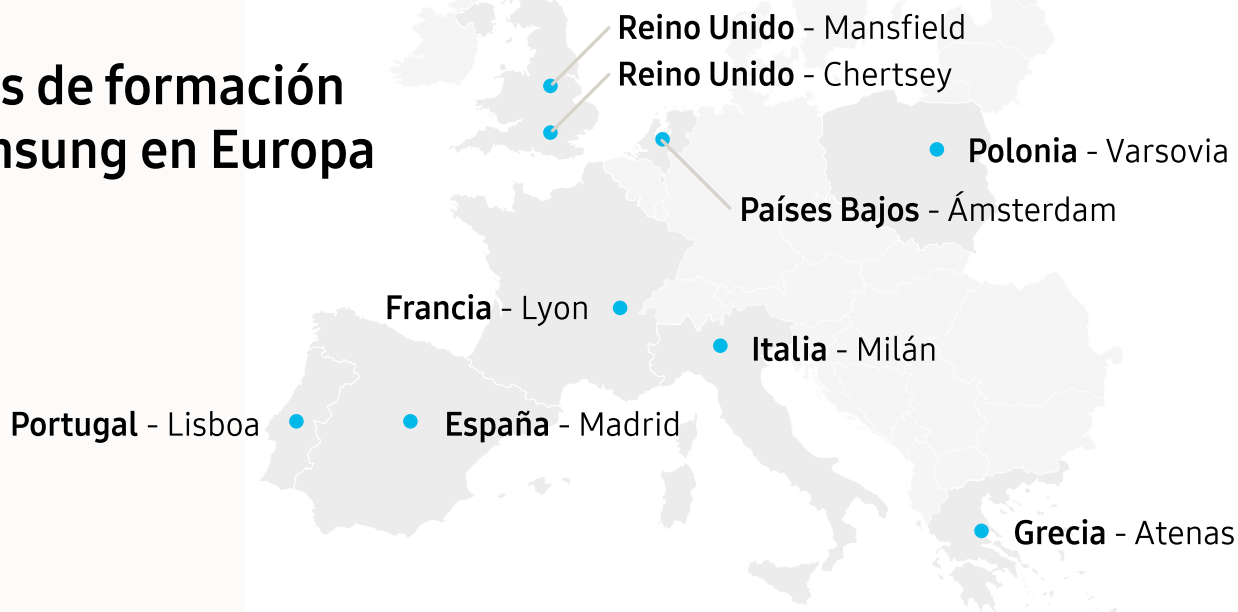 s de formación
nsung en Europa
Reino Unido - Mansfield
Reino Unido - Chertsey
Polonia - Varsovia
Países Bajos - Ámsterdam
Francia - Lyon
Italia - Milán
Portugal - Lisboa
España - Madrid
Grecia - Atenas